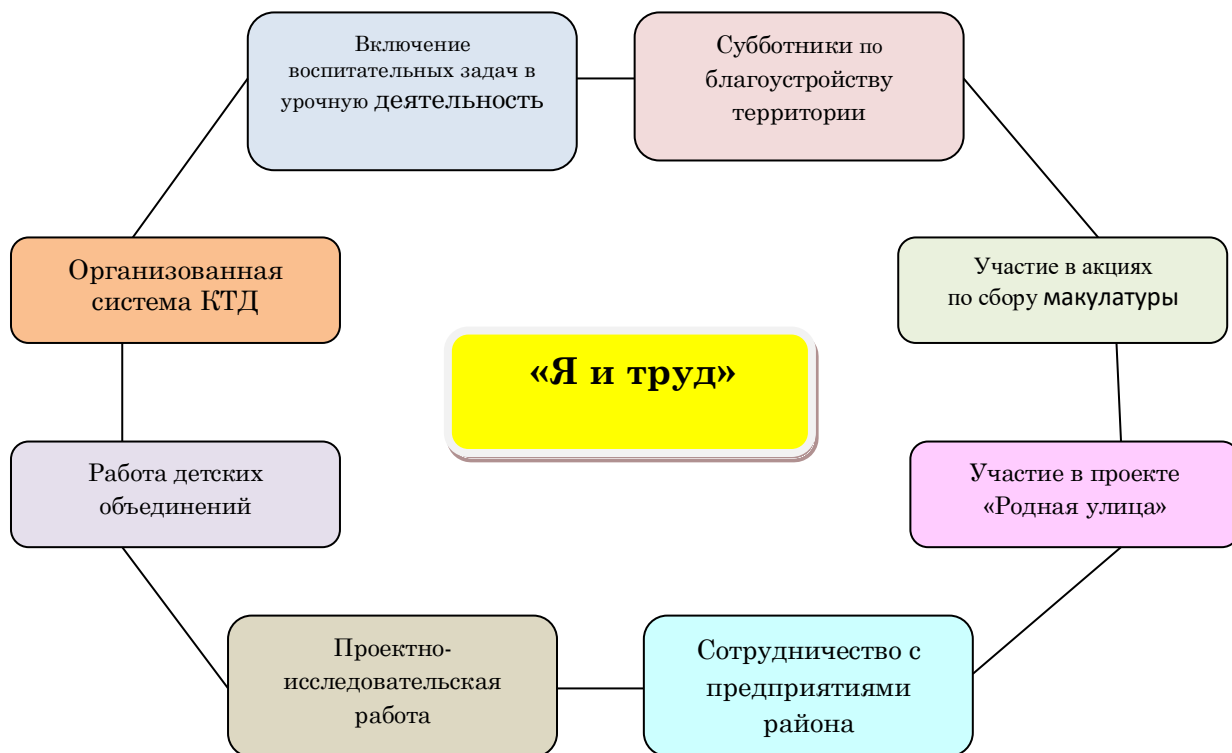 Включение
воспитательных задач в
урочную деятельность
Субботники по
благоустройству
территории
Организованная
система КТД
Участие в акциях
по сбору макулатуры
«Я и труд»
Работа детских
объединений
Участие в проекте
«Родная улица»
Проектно-
исследовательская
работа
Сотрудничество с
предприятиями
района